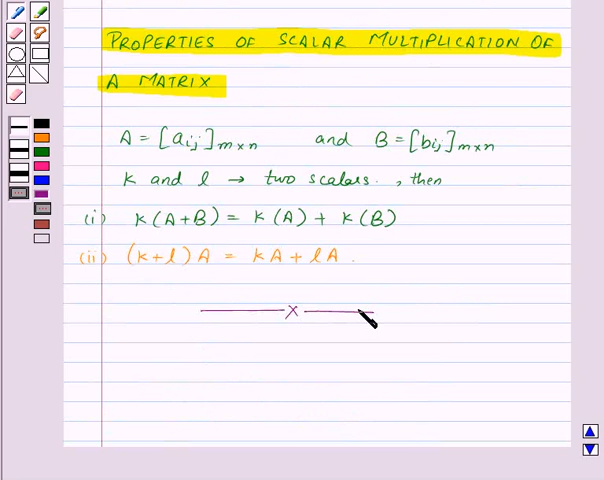 PROPERTIES OF SCALAR MULTIPLICATION OF
A MATRIX
A = [aij]m×n and B = [bij]m×n
K and l → two scalars. , then
(i) K(A+B) = K(A) + K(B)
(ii) (K+l) A = KA + lA .
—— X ——